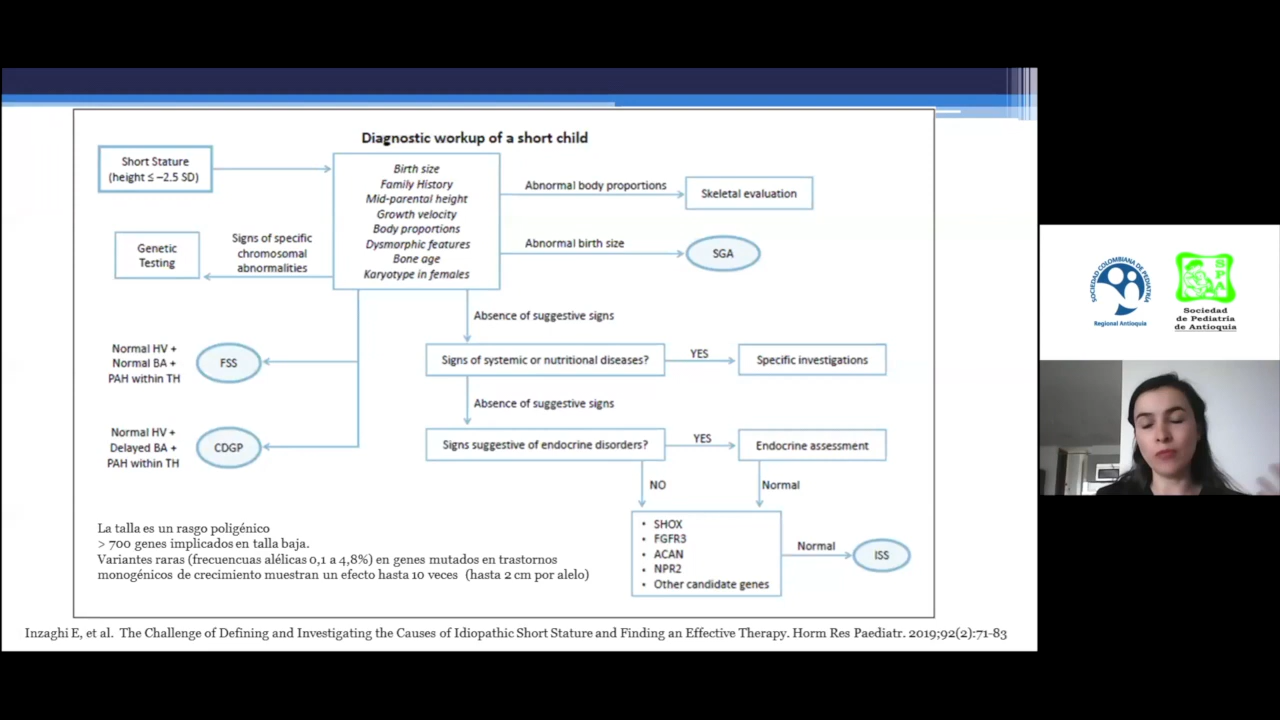 Diagnostic workup of a short child
Short Stature
(height ≤ −2.5 SD)
Birth size
Family History
Mid-parental height
Growth velocity
Body proportions
Dysmorphic features
Bone age
Karyotype in females
Abnormal body proportions
Skeletal evaluation
Abnormal birth size
SGA
Genetic
Testing
Signs of specific
chromosomal
abnormalities
Absence of suggestive signs
Normal HV +
Normal BA +
PAH within TH
FSS
Signs of systemic or nutritional diseases?
YES
Specific investigations
Absence of suggestive signs
Normal HV +
Delayed BA +
PAH within TH
CDGP
Signs suggestive of endocrine disorders?
YES
Endocrine assessment
NO
Normal
• SHOX
• FGFR3
• ACAN
• NPR2
• Other candidate genes
Normal
ISS
La talla es un rasgo poligénico
> 700 genes implicados en talla baja.
Variantes raras (frecuencuas alélicas 0,1 a 4,8%) en genes mutados en trastornos
monogénicos de crecimiento muestran un efecto hasta 10 veces (hasta 2 cm por alelo)
Inzaghi E, et al. The Challenge of Defining and Investigating the Causes of Idiopathic Short Stature and Finding an Effective Therapy. Horm Res Paediatr. 2019;92(2):71-83
SOCIEDAD COLOMBIANA DE PEDIATRÍA
Regional Antioquia
SPA
Sociedad
de Pediatría
de Antioquia